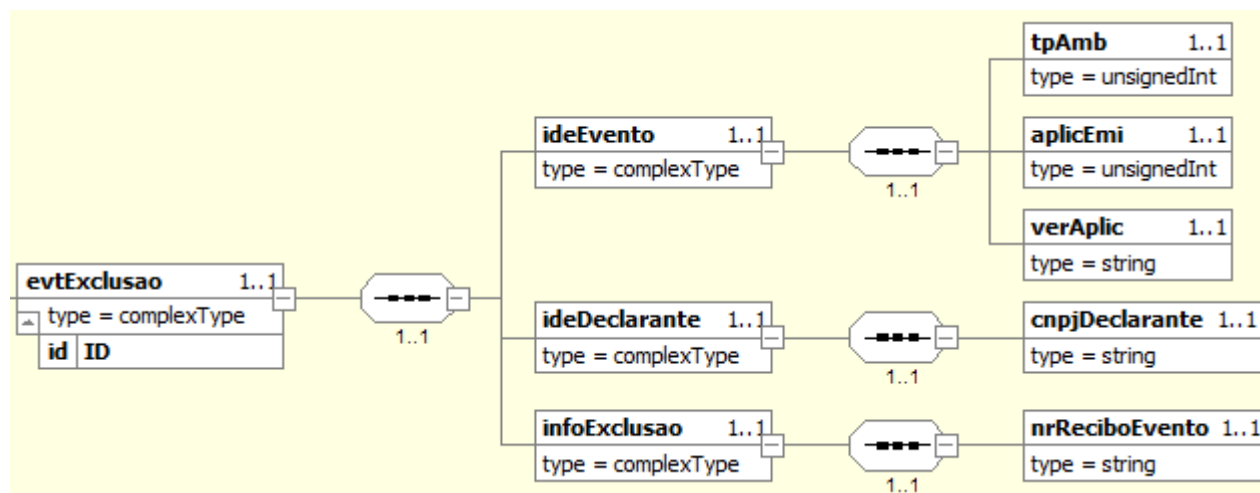 evtExclusao 1..1
type = complexType
id ID
1..1
ideEvento 1..1
type = complexType
1..1
tpAmb 1..1
type = unsignedInt
aplicEmi 1..1
type = unsignedInt
verAplic 1..1
type = string
ideDeclarante 1..1
type = complexType
1..1
cnpjDeclarante 1..1
type = string
infoExclusao 1..1
type = complexType
1..1
nrReciboEvento 1..1
type = string